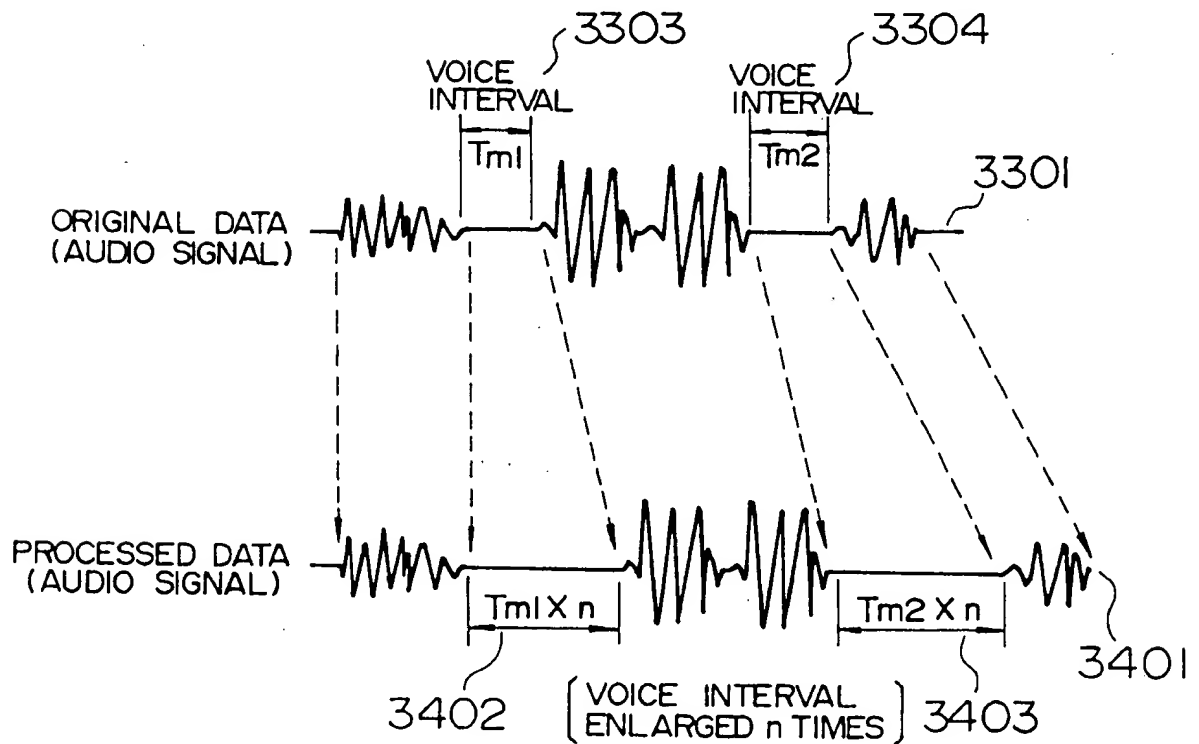 3303
3304
VOICE
INTERVAL
VOICE
INTERVAL
Tm1
Tm2
3301
ORIGINAL DATA
(AUDIO SIGNAL)
PROCESSED DATA
(AUDIO SIGNAL)
Tm1 X n
Tm2 X n
3401
3402
[VOICE INTERVAL
ENLARGED n TIMES]
3403